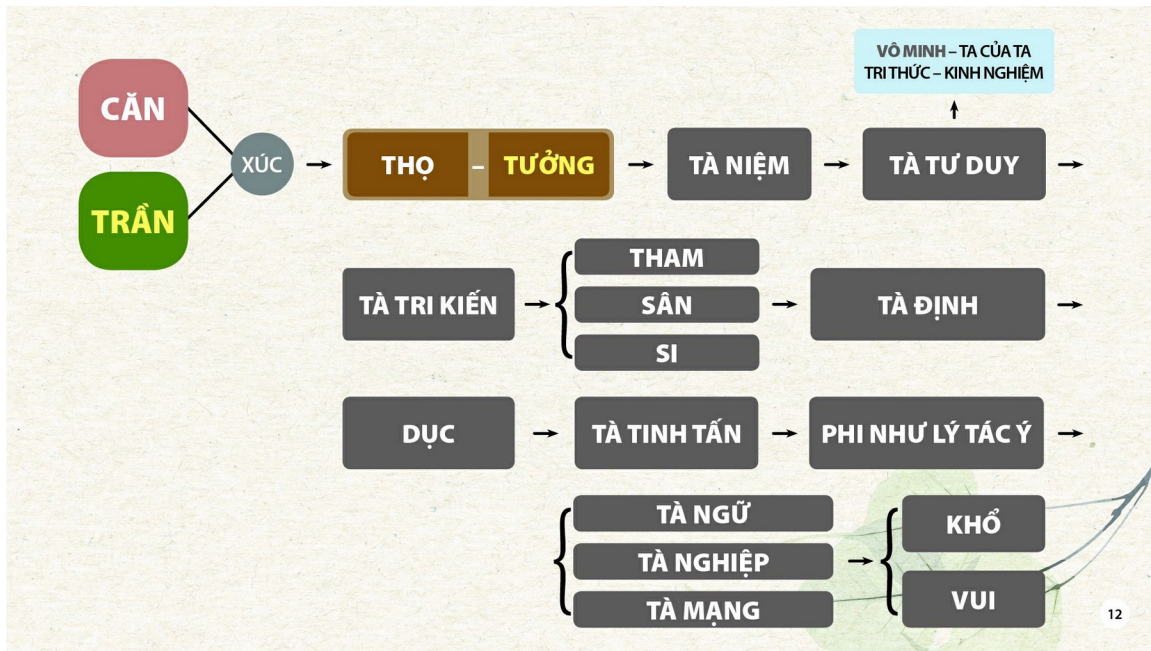 VÔ MINH – TA CỦA TA
TRI THỨC – KINH NGHIỆM
CĂN
TRẦN
XÚC
THỌ – TƯỞNG
TÀ NIỆM
TÀ TƯ DUY
TÀ TRI KIẾN
THAM
SÂN
SI
TÀ ĐỊNH
DỤC
TÀ TINH TẤN
PHI NHƯ LÝ TÁC Ý
TÀ NGỮ
TÀ NGHIỆP
TÀ MẠNG
KHỔ
VUI
12